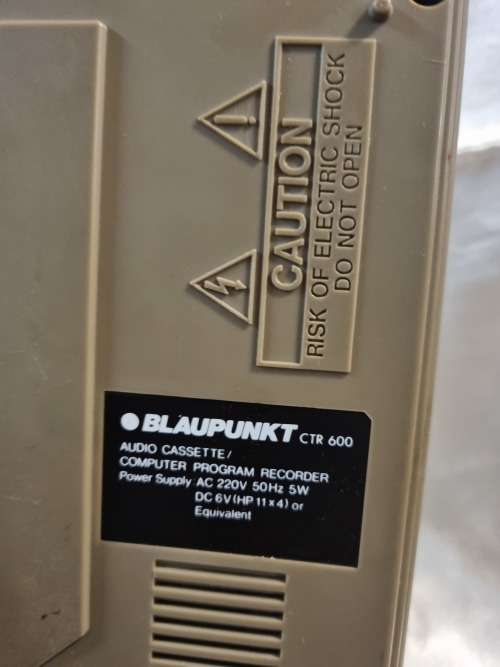 CAUTION
RISK OF ELECTRIC SHOCK
DO NOT OPEN
BLAUPUNKT CTR 600
AUDIO CASSETTE/
COMPUTER PROGRAM RECORDER
Power Supply AC 220V 50Hz 5W
DC 6V (HP 11 x 4) or
Equivalent